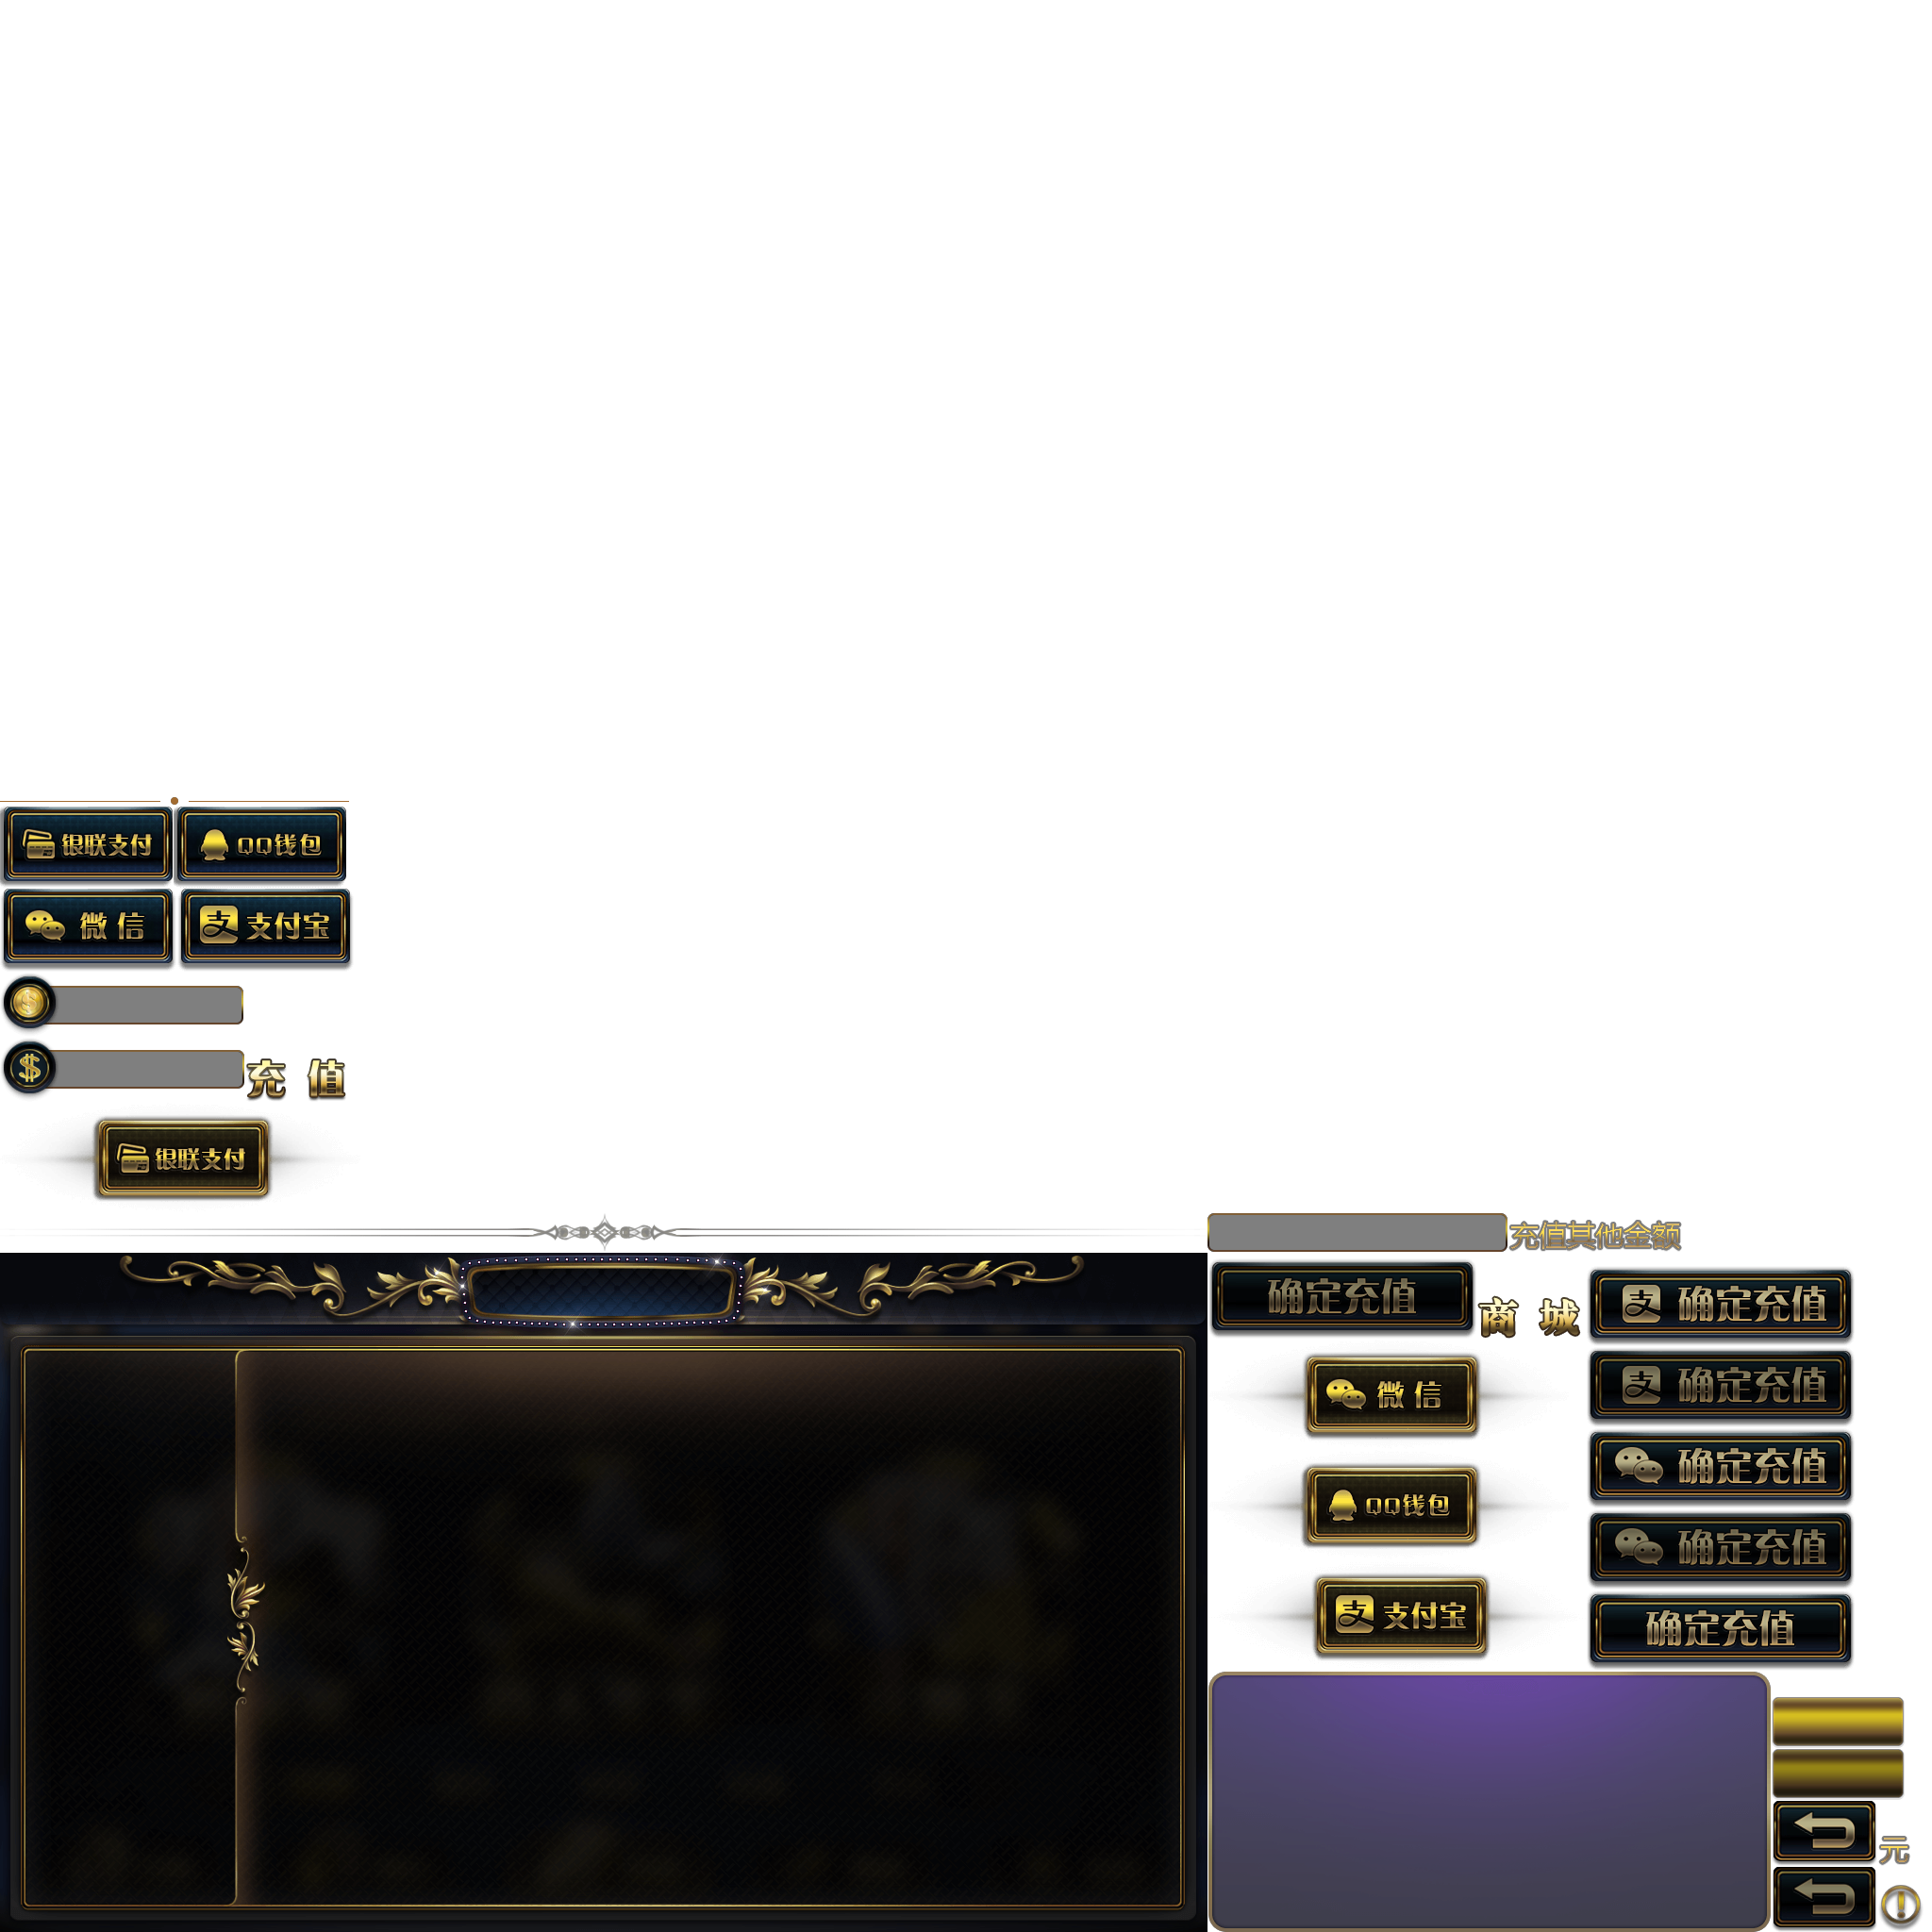 银联支付
QQ钱包
微 信
支付宝
充 值
银联支付
充值其他金额
确定充值
商 城
支 确定充值
支 确定充值
微 信
确定充值
QQ钱包
确定充值
支付宝
确定充值
元